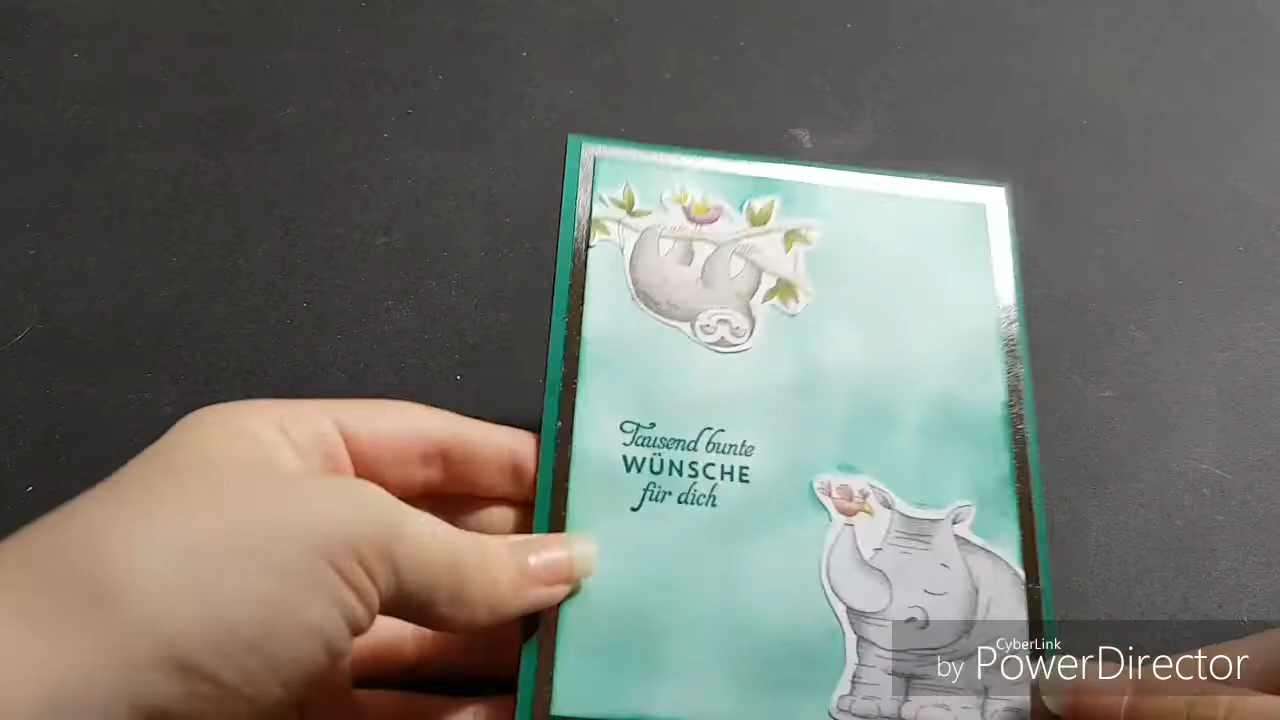 Tausend bunte
WÜNSCHE
für dich
CyberLink
by PowerDirector